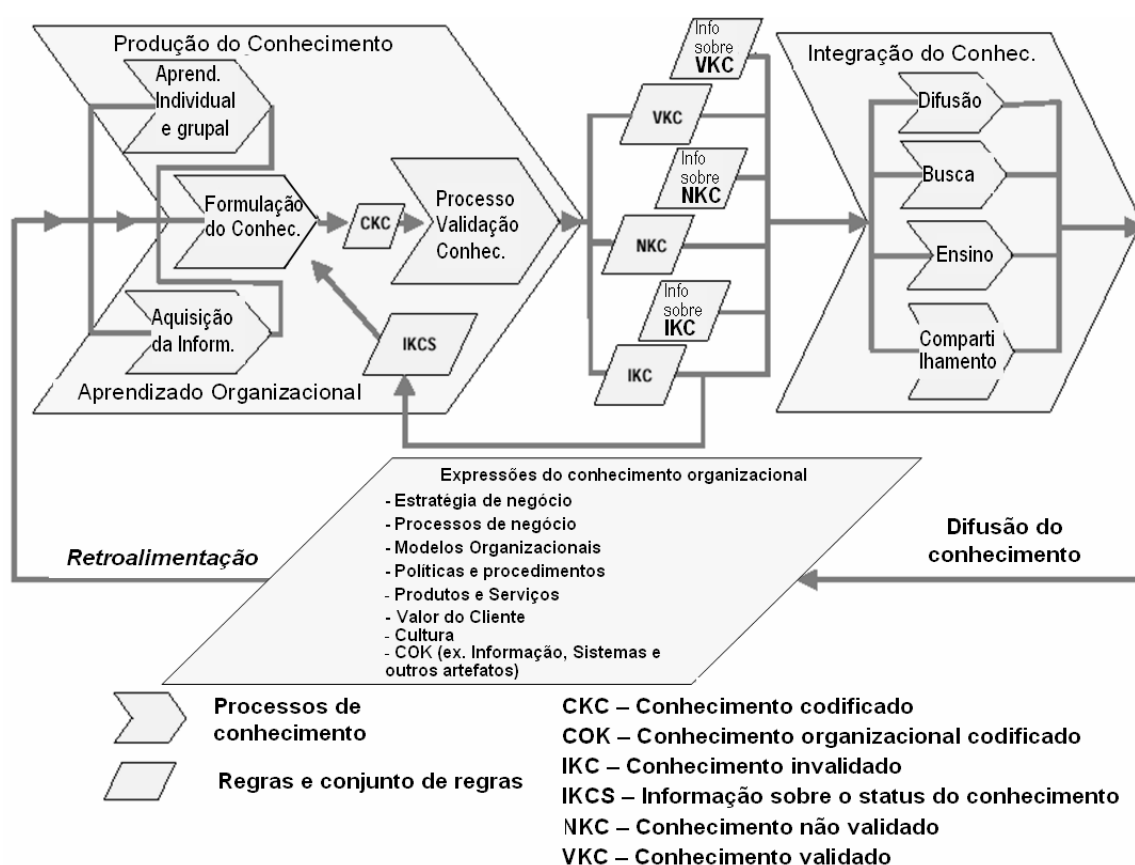 Produção do Conhecimento
Aprend.
Individual
e grupal
Formulação
do Conhec.
Aquisição
da Inform.
Aprendizado Organizacional
CKC
Processo
Validação
Conhec.
IKCS
Info
sobre
VKC
VKC
Info
sobre
NKC
NKC
Info
sobre
IKC
IKC
Integração do Conhec.
Difusão
Busca
Ensino
Comparti
lhamento
Expressões do conhecimento organizacional
- Estratégia de negócio
- Processos de negócio
- Modelos Organizacionais
- Políticas e procedimentos
- Produtos e Serviços
- Valor do Cliente
- Cultura
- COK (ex. Informação, Sistemas e
outros artefatos)
Retroalimentação
Difusão do
conhecimento
Processos de
conhecimento
Regras e conjunto de regras
CKC – Conhecimento codificado
COK – Conhecimento organizacional codificado
IKC – Conhecimento invalidado
IKCS – Informação sobre o status do conhecimento
NKC – Conhecimento não validado
VKC – Conhecimento validado